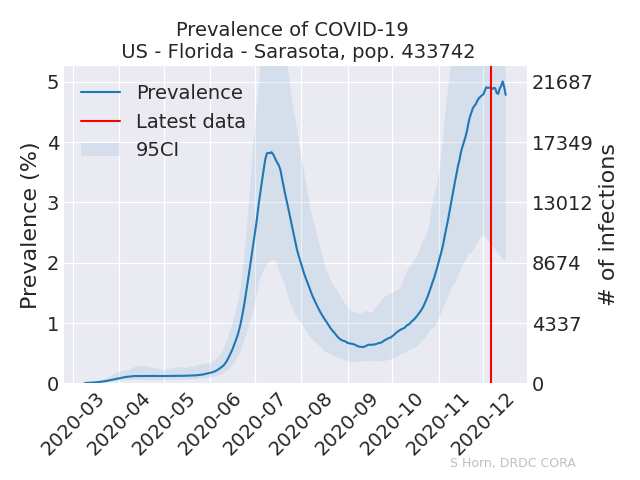 Prevalence of COVID-19
US - Florida - Sarasota, pop. 433742
Prevalence
Latest data
95CI
Prevalence (%)
5
4
3
2
1
0
21687
17349
13012
8674
4337
0
# of infections
2020-03
2020-04
2020-05
2020-06
2020-07
2020-08
2020-09
2020-10
2020-11
2020-12
S Horn, DRDC CORA